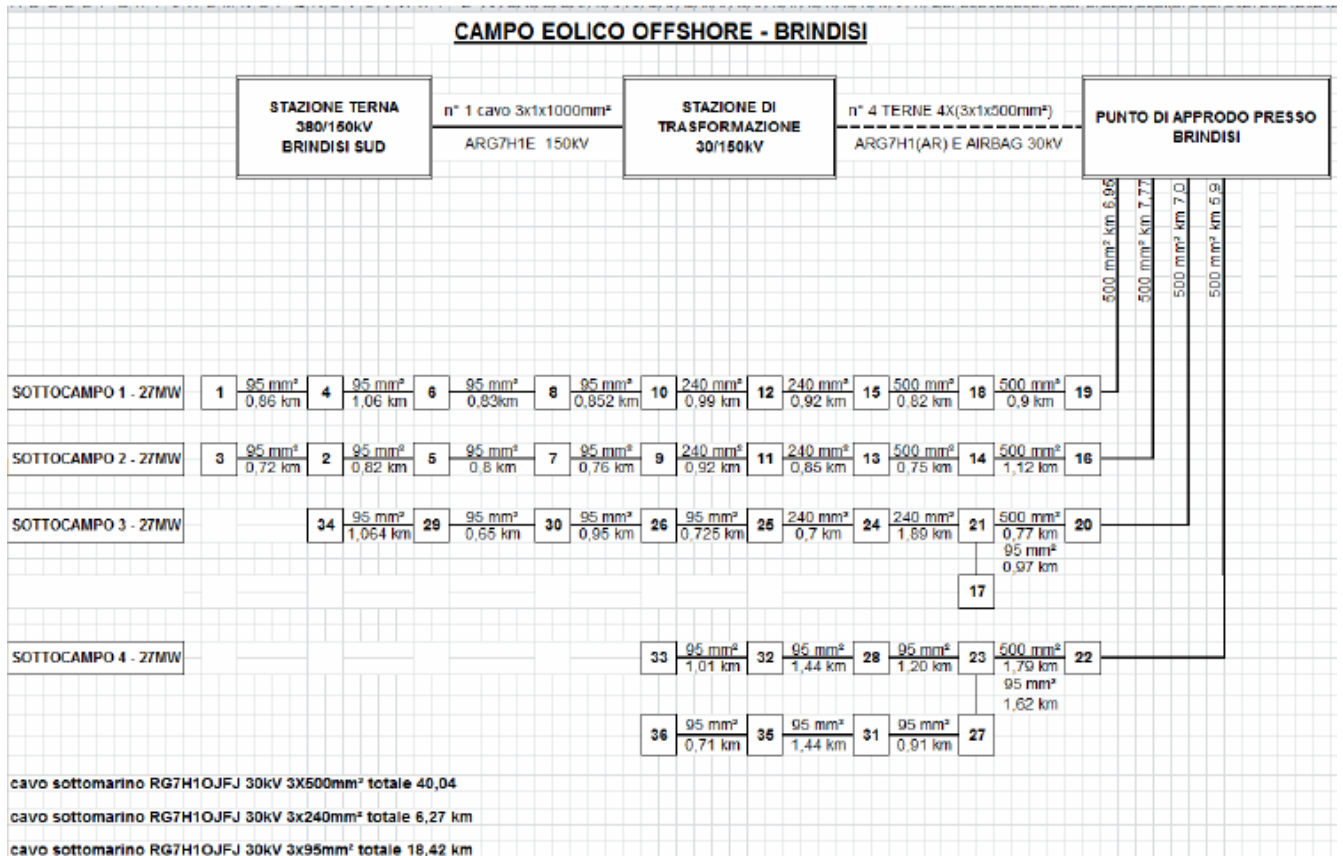 CAMPO EOLICO OFFSHORE - BRINDISI
STAZIONE TERNA
380/150kV
BRINDISI SUD
n° 1 cavo 3x1x1000mm²
ARG7H1E 150kV
STAZIONE DI
TRASFORMAZIONE
30/150kV
n° 4 TERNE 4X(3x1x500mm²)
ARG7H1(AR) E AIRBAG 30kV
PUNTO DI APPRODO PRESSO
BRINDISI
500 mm² km 6,95
500 mm² km 7,77
500 mm² km 7,0
500 mm² km 5,9
SOTTOCAMPO 1 - 27MW
1 95 mm² 4 95 mm² 6 95 mm² 8 95 mm² 10 240 mm² 12 240 mm² 15 500 mm² 18 500 mm² 19
0,86 km 1,06 km 0,83km 0,852 km 0,99 km 0,92 km 0,82 km 0,9 km
SOTTOCAMPO 2 - 27MW
3 95 mm² 2 95 mm² 5 95 mm² 7 95 mm² 9 240 mm² 11 240 mm² 13 500 mm² 14 500 mm² 16
0,72 km 0,82 km 0,8 km 0,76 km 0,92 km 0,85 km 0,75 km 1,12 km
SOTTOCAMPO 3 - 27MW
34 95 mm² 29 95 mm² 30 95 mm² 26 95 mm² 25 240 mm² 24 240 mm² 21 500 mm² 20
1,064 km 0,65 km 0,95 km 0,725 km 0,7 km 1,89 km 0,77 km
95 mm²
0,97 km
17
SOTTOCAMPO 4 - 27MW
33 95 mm² 32 95 mm² 28 95 mm² 23 500 mm² 22
1,01 km 1,44 km 1,20 km 1,79 km
95 mm²
1,62 km
36 95 mm² 35 95 mm² 31 95 mm² 27
0,71 km 1,44 km 0,91 km
cavo sottomarino RG7H1OJFJ 30kV 3X500mm² totale 40,04
cavo sottomarino RG7H1OJFJ 30kV 3x240mm² totale 6,27 km
cavo sottomarino RG7H1OJFJ 30kV 3x95mm² totale 18,42 km